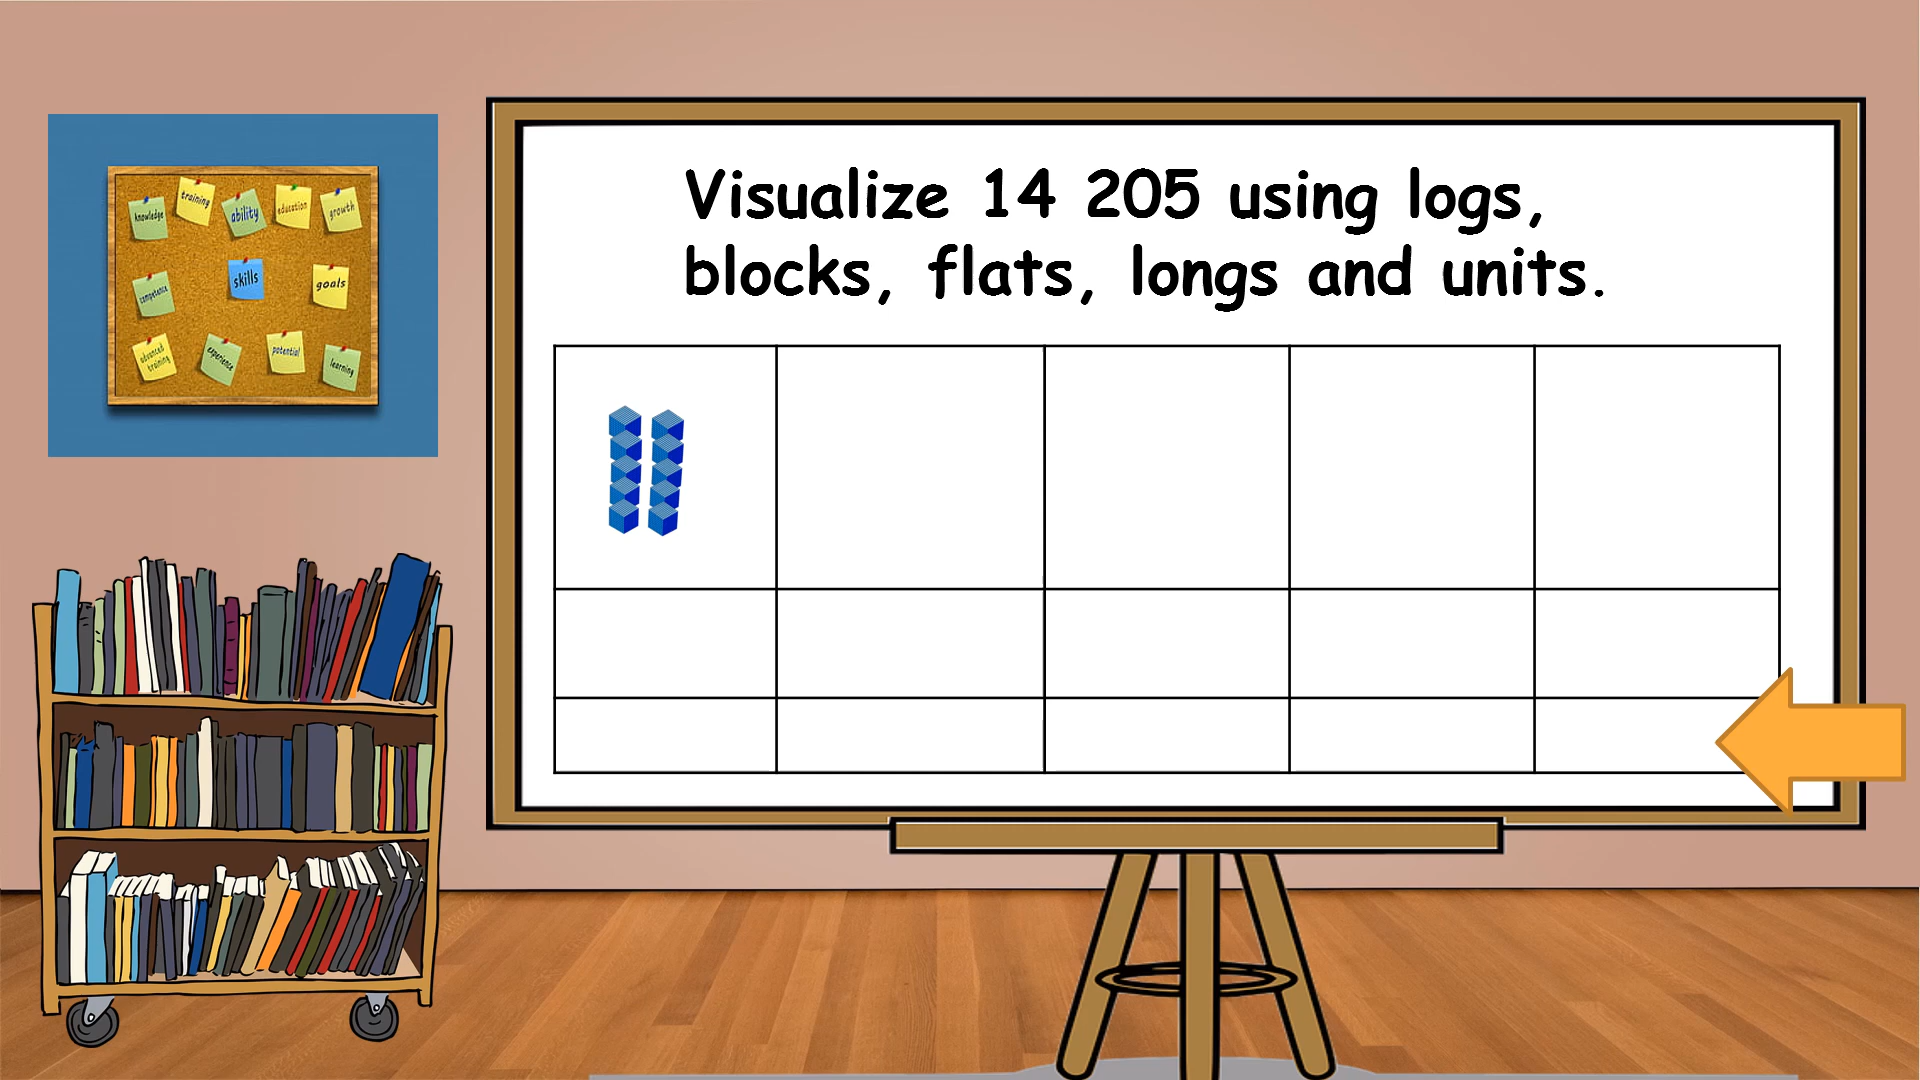 Visualize 14 205 using logs,
blocks, flats, longs and units.
knowledge
training
ability
education
growth
competence
skills
goals
advanced
training
experience
potential
learning